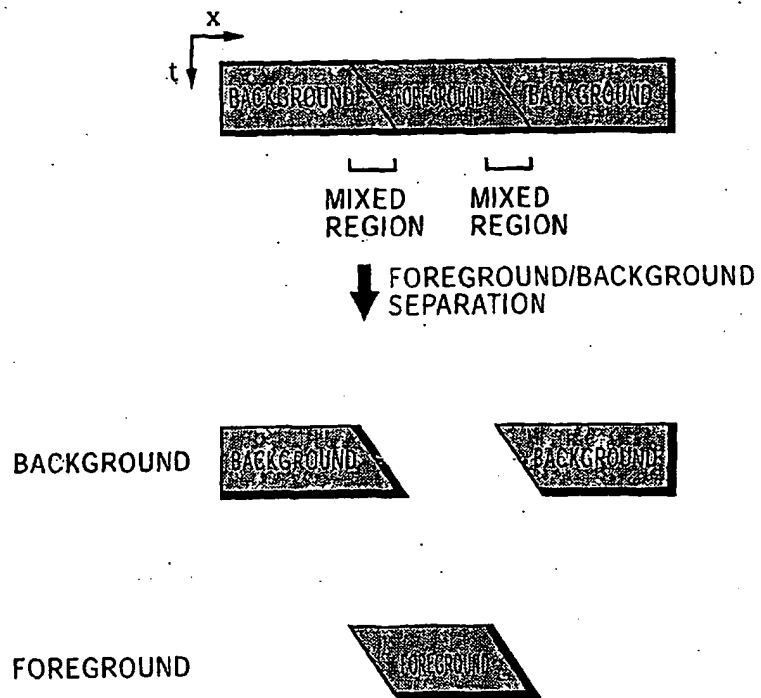 x
t
BACKGROUND FOREGROUND BACKGROUND
MIXED REGION
MIXED REGION
FOREGROUND/BACKGROUND
SEPARATION
BACKGROUND
BACKGROUND BACKGROUND
FOREGROUND
FOREGROUND